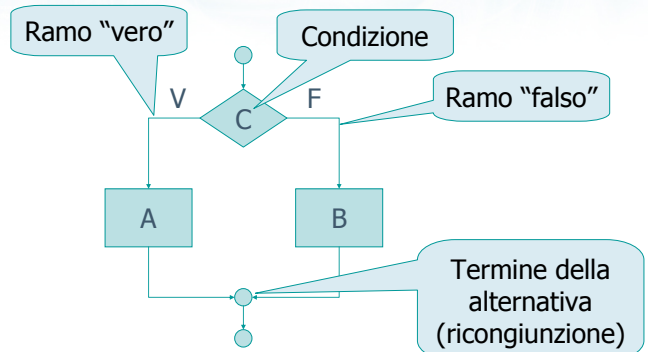 Ramo “vero”
Condizione
V
F
C
Ramo “falso”
A
B
Termine della
alternativa
(ricongiunzione)